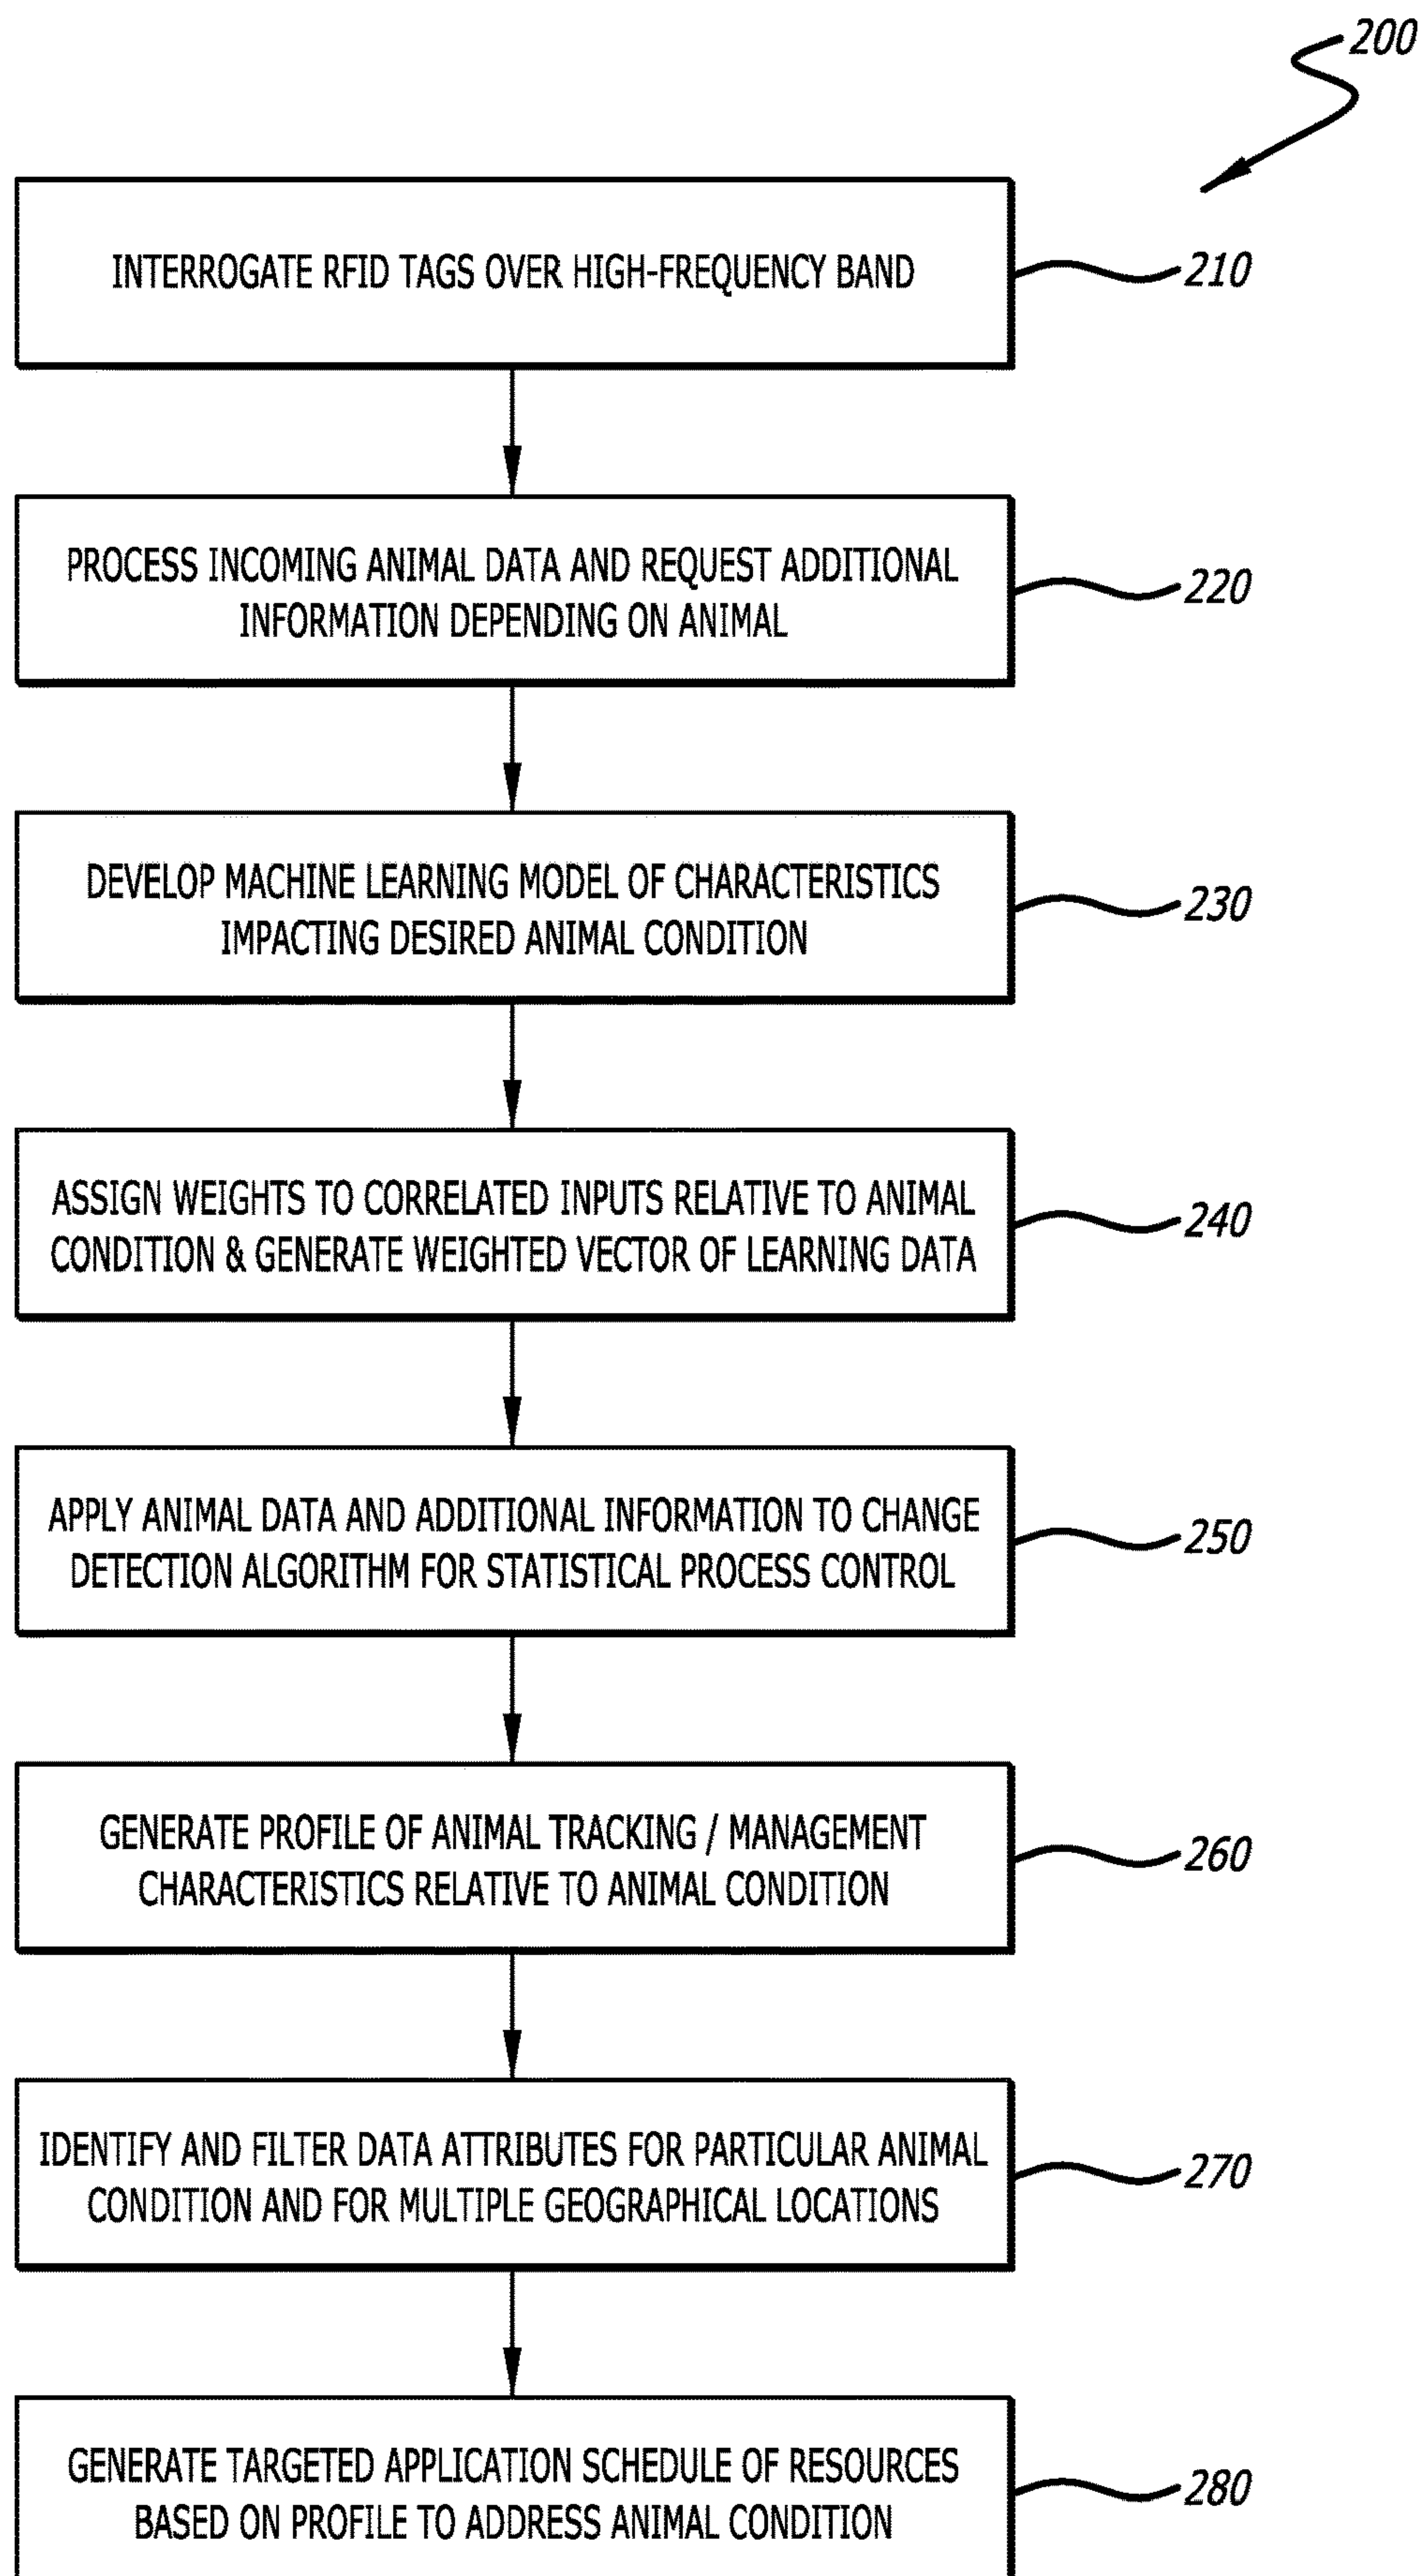 200
INTERROGATE RFID TAGS OVER HIGH-FREQUENCY BAND
210
PROCESS INCOMING ANIMAL DATA AND REQUEST ADDITIONAL
INFORMATION DEPENDING ON ANIMAL
220
DEVELOP MACHINE LEARNING MODEL OF CHARACTERISTICS
IMPACTING DESIRED ANIMAL CONDITION
230
ASSIGN WEIGHTS TO CORRELATED INPUTS RELATIVE TO ANIMAL
CONDITION & GENERATE WEIGHTED VECTOR OF LEARNING DATA
240
APPLY ANIMAL DATA AND ADDITIONAL INFORMATION TO CHANGE
DETECTION ALGORITHM FOR STATISTICAL PROCESS CONTROL
250
GENERATE PROFILE OF ANIMAL TRACKING / MANAGEMENT
CHARACTERISTICS RELATIVE TO ANIMAL CONDITION
260
IDENTIFY AND FILTER DATA ATTRIBUTES FOR PARTICULAR ANIMAL
CONDITION AND FOR MULTIPLE GEOGRAPHICAL LOCATIONS
270
GENERATE TARGETED APPLICATION SCHEDULE OF RESOURCES
BASED ON PROFILE TO ADDRESS ANIMAL CONDITION
280